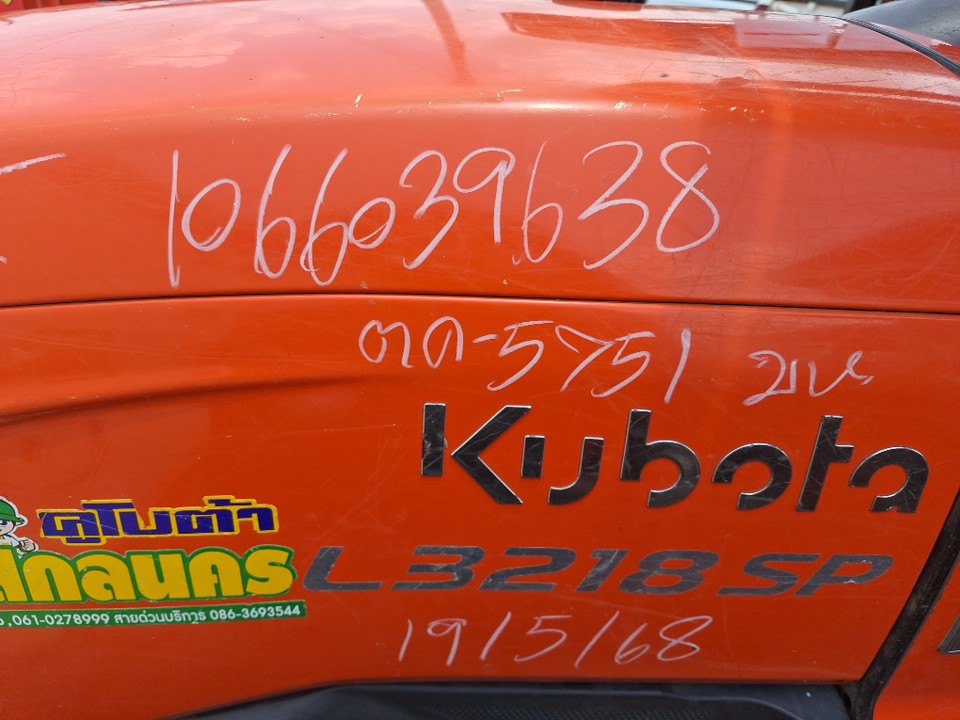 1066039638
ตด-5751 ขน.
Kubota
คูโบต้า
สกลนคร
L3218SP
,061-0278999 สายด่วนบริการ 086-3693544
19/5/68